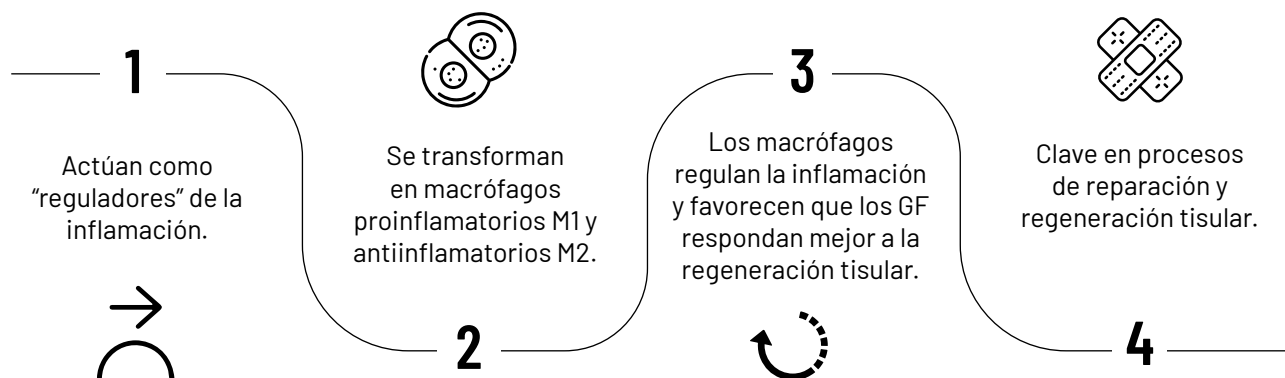 1
Actúan como
“reguladores” de la
inflamación.
Se transforman
en macrófagos
proinflamatorios M1 y
antiinflamatorios M2.
2
3
Los macrófagos
regulan la inflamación
y favorecen que los GF
respondan mejor a la
regeneración tisular.
Clave en procesos
de reparación y
regeneración tisular.
4